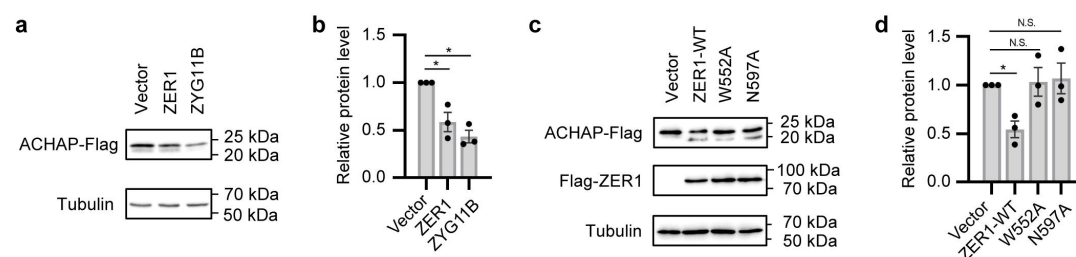 a
Vector
ZER1
ZYG11B
ACHAP-Flag
25 kDa
20 kDa
Tubulin
70 kDa
50 kDa
b
Relative protein level
1.5
1.0
0.5
0.0
*
*
Vector
ZER1
ZYG11B
c
Vector
ZER1-WT
W552A
N597A
ACHAP-Flag
25 kDa
20 kDa
Flag-ZER1
100 kDa
70 kDa
Tubulin
70 kDa
50 kDa
d
Relative protein level
1.5
1.0
0.5
0.0
N.S.
N.S.
*
Vector
ZER1-WT
W552A
N597A